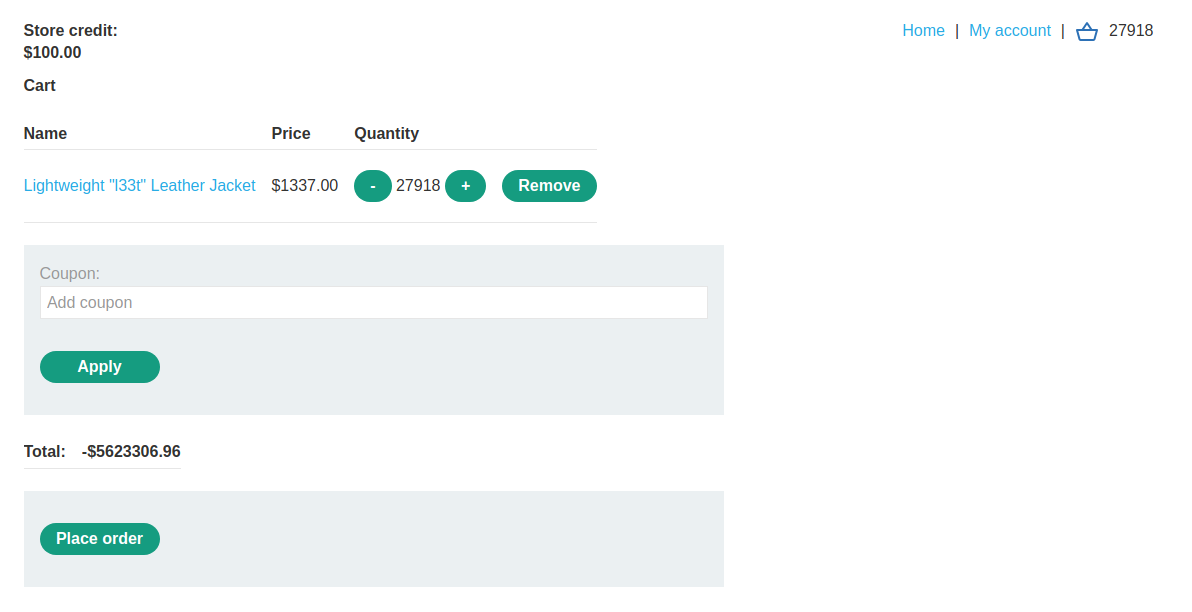 Store credit:
$100.00
Home | My account | 27918
Cart
Name Price Quantity
Lightweight "l33t" Leather Jacket $1337.00 - 27918 + Remove
Coupon:
Add coupon
Apply
Total: -$5623306.96
Place order